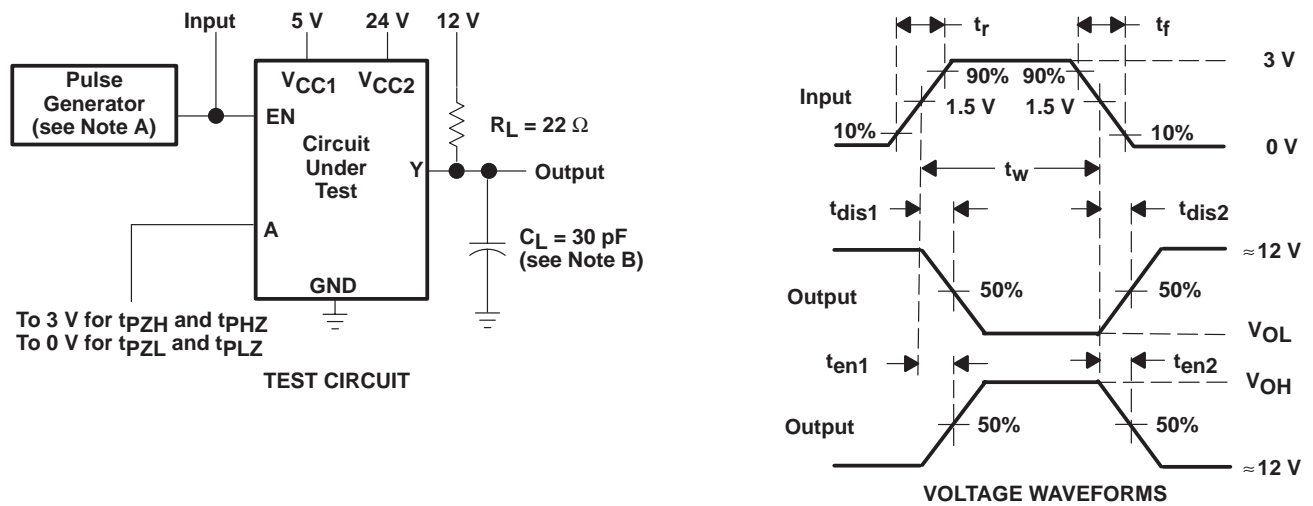 Input
5 V
24 V
12 V
Pulse
Generator
(see Note A)
VCC1
VCC2
EN
Circuit
Under
Test
Y
RL = 22 Ω
Output
A
CL = 30 pF
(see Note B)
GND
To 3 V for tPZH and tPHZ
To 0 V for tPZL and tPLZ
TEST CIRCUIT
tr
tf
3 V
90%
90%
Input
1.5 V
1.5 V
10%
10%
0 V
tw
tdis1
tdis2
≈ 12 V
Output
50%
50%
VOL
ten1
ten2
VOH
Output
50%
50%
≈ 12 V
VOLTAGE WAVEFORMS